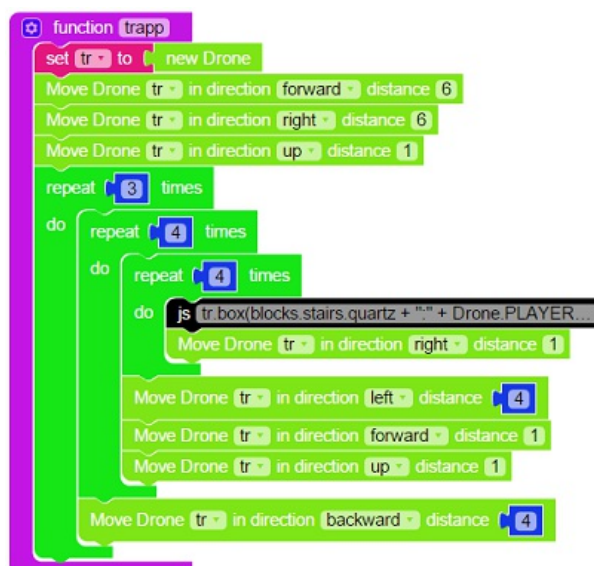 function trapp
set tr to new Drone
Move Drone tr in direction forward distance 6
Move Drone tr in direction right distance 6
Move Drone tr in direction up distance 1
repeat 3 times
do repeat 4 times
do repeat 4 times
do js tr.box(blocks.stairs.quartz + ":" + Drone.PLAYER...
Move Drone tr in direction right distance 1
Move Drone tr in direction left distance 4
Move Drone tr in direction forward distance 1
Move Drone tr in direction up distance 1
Move Drone tr in direction backward distance 4